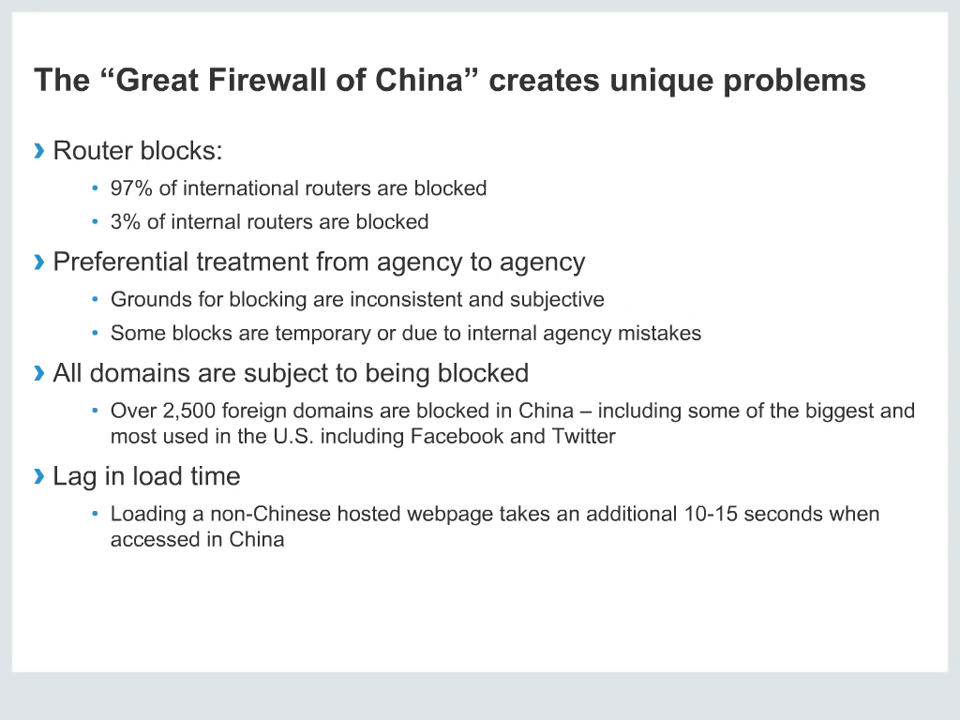 The “Great Firewall of China” creates unique problems
› Router blocks:
• 97% of international routers are blocked
• 3% of internal routers are blocked
› Preferential treatment from agency to agency
• Grounds for blocking are inconsistent and subjective
• Some blocks are temporary or due to internal agency mistakes
› All domains are subject to being blocked
• Over 2,500 foreign domains are blocked in China – including some of the biggest and
most used in the U.S. including Facebook and Twitter
› Lag in load time
• Loading a non-Chinese hosted webpage takes an additional 10-15 seconds when
accessed in China